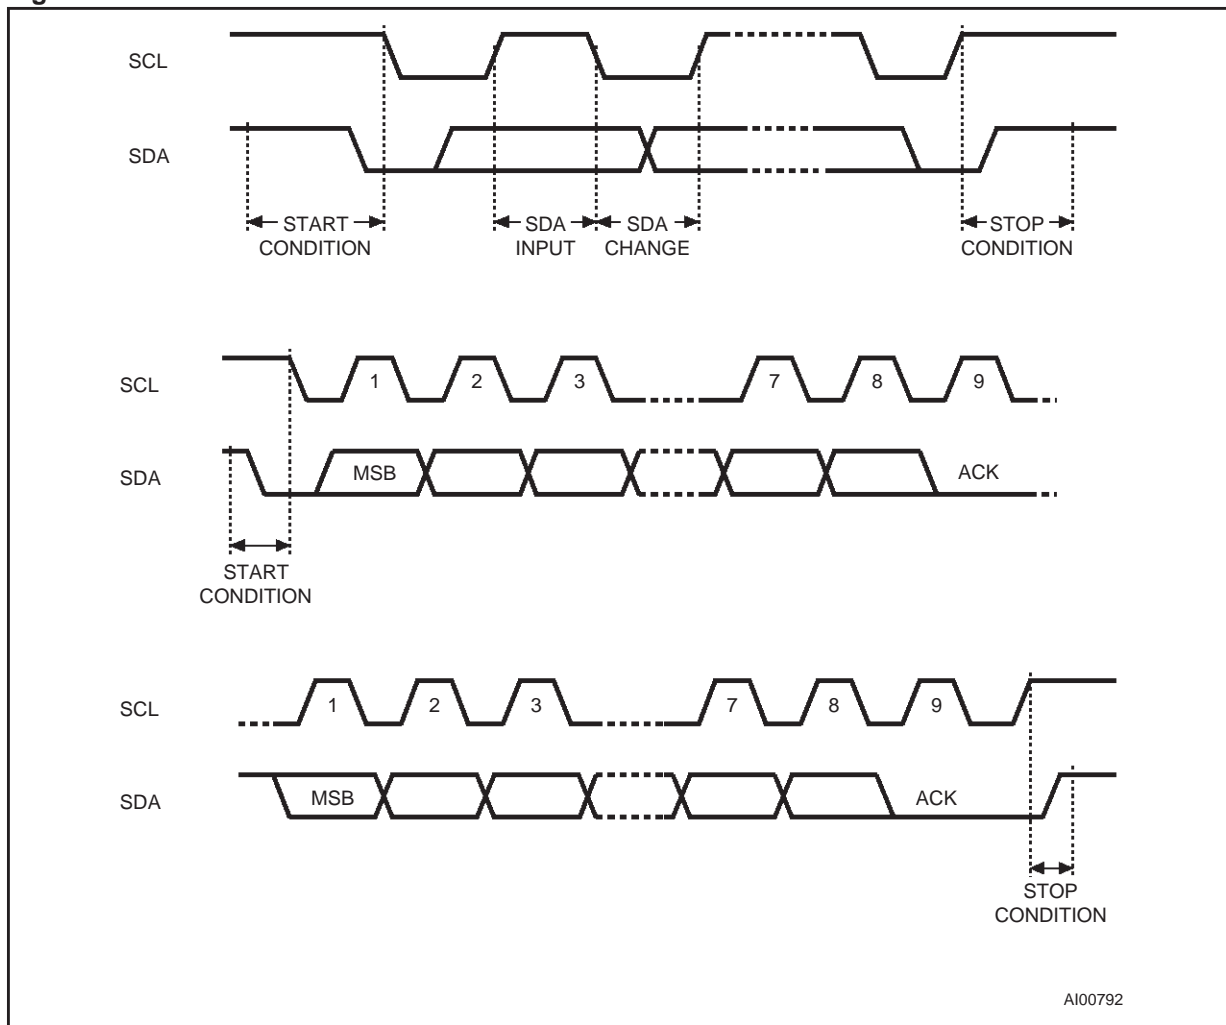 SCL
SDA
START CONDITION
SDA INPUT
SDA CHANGE
STOP CONDITION
SCL
1 2 3 7 8 9
SDA
MSB
ACK
START CONDITION
SCL
1 2 3 7 8 9
SDA
MSB
ACK
STOP CONDITION
AI00792